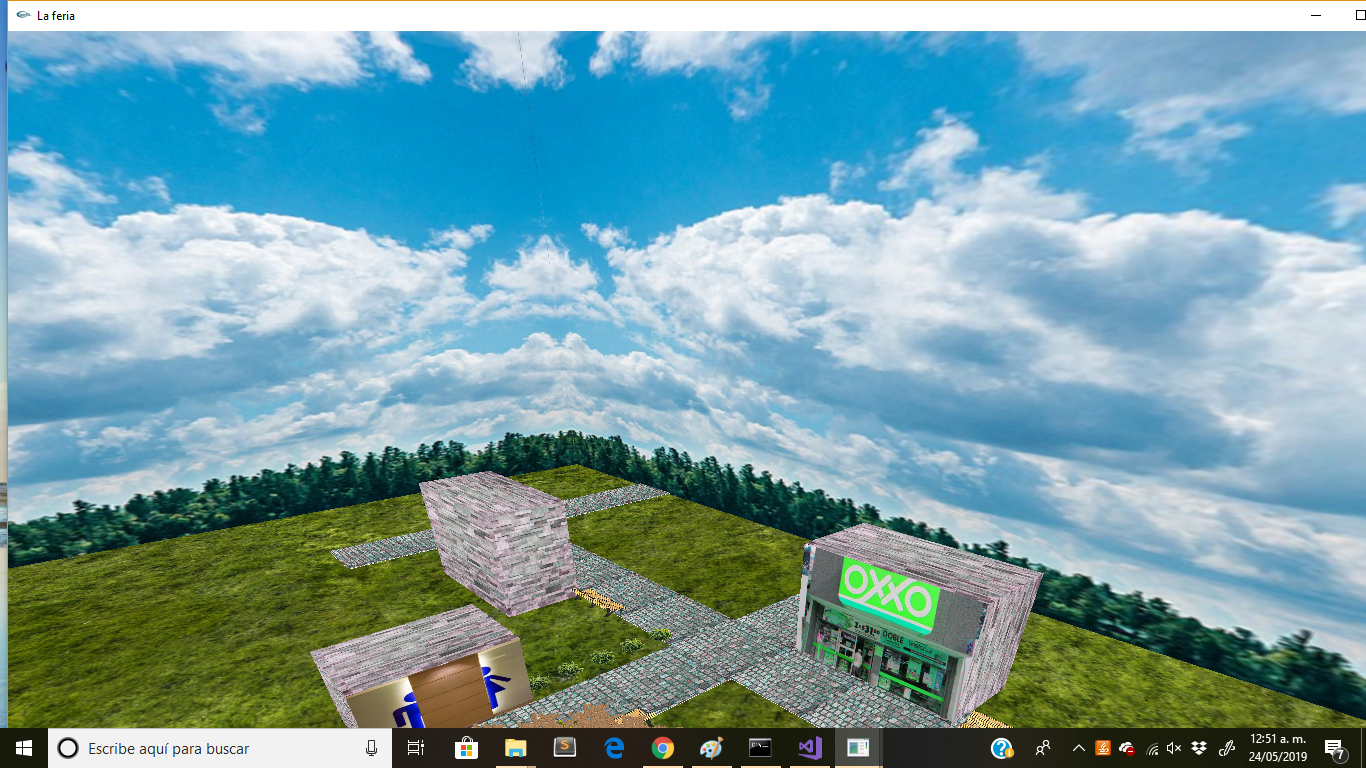 La feria
OXXO
DOBLE
Escribe aquí para buscar
12:51 a. m.
24/05/2019
7